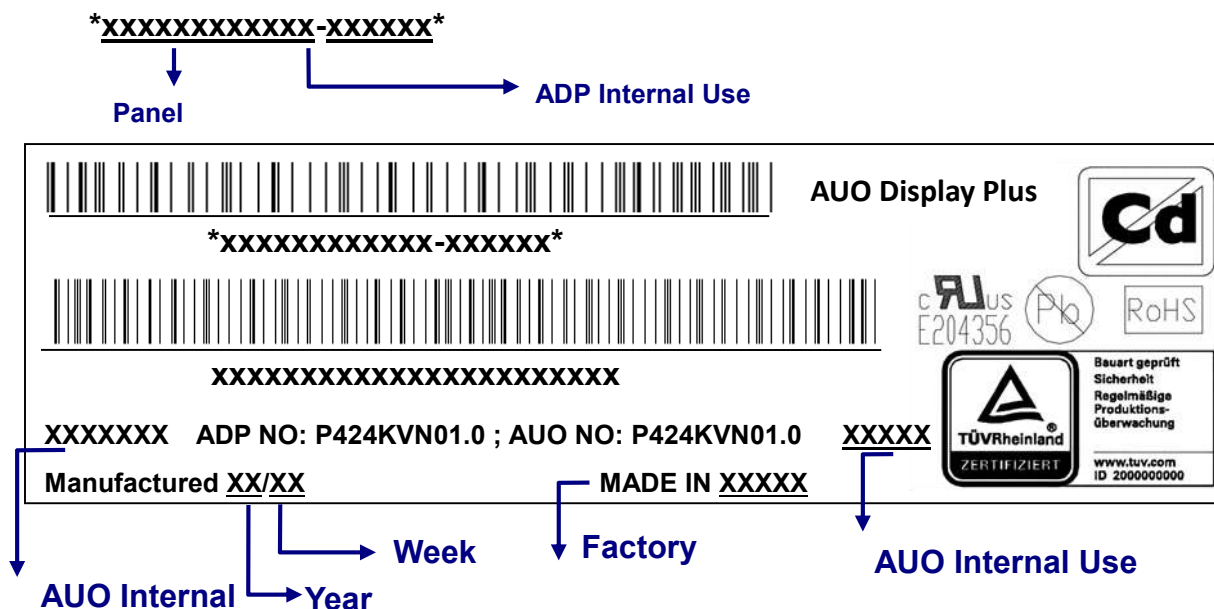 *xxxxxxxxxxxx-xxxxxx*
ADP Internal Use
Panel
AUO Display Plus
Cd
*xxxxxxxxxxxx-xxxxxx*
c RU US
E204356
Pb
RoHS
xxxxxxxxxxxxxxxxxxxxxxx
Bauart geprüft
Sicherheit
Regelmäßige
Produktions-
überwachung
TÜVRheinland®
ZERTIFIZIERT
www.tuv.com
ID 2000000000
XXXXXXX ADP NO: P424KVN01.0 ; AUO NO: P424KVN01.0 XXXXX
Manufactured XX/XX MADE IN XXXXX
Week
Factory
AUO Internal Use
AUO Internal
Year